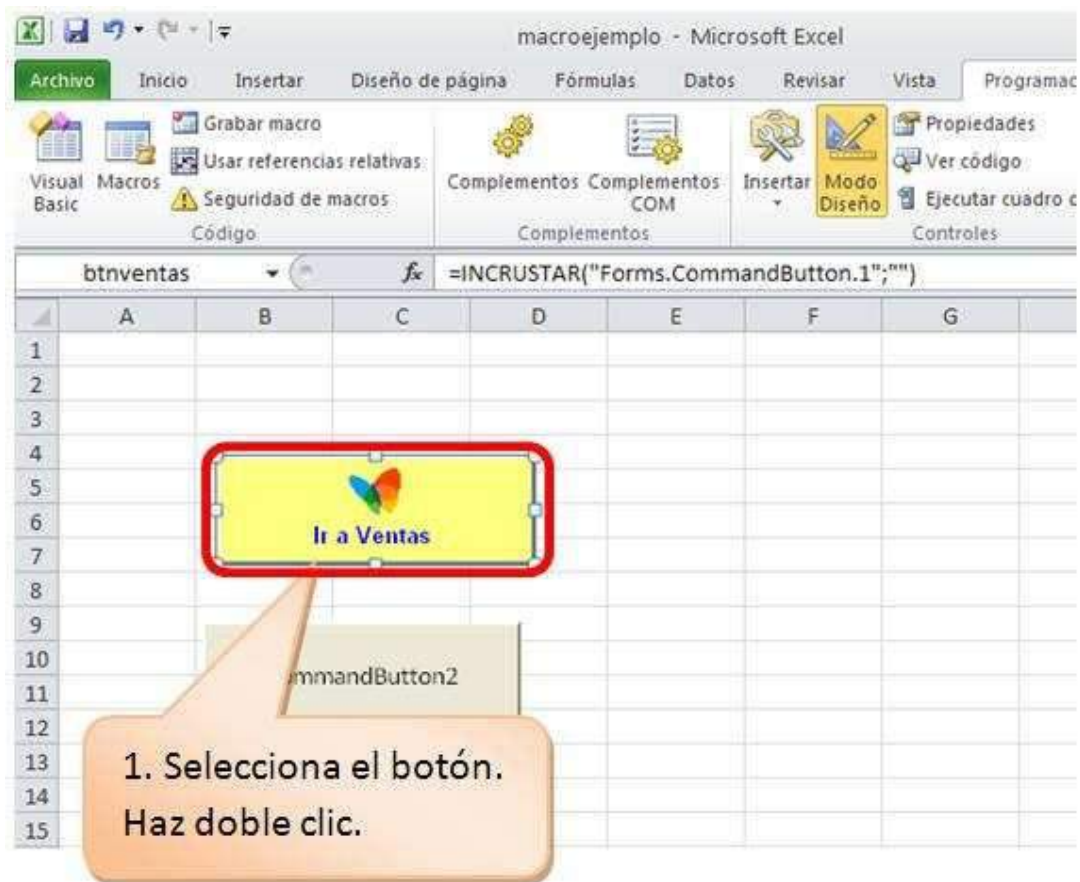 macroejemplo - Microsoft Excel
Archivo Inicio Insertar Diseño de página Fórmulas Datos Revisar Vista Programac
Visual Basic
Macros
Grabar macro
Usar referencias relativas
Seguridad de macros
Código
Complementos
Complementos COM
Complementos
Insertar
Modo Diseño
Propiedades
Ver código
Ejecutar cuadro d
Controles
btnventas fx =INCRUSTAR("Forms.CommandButton.1";"")
A B C D E F G
1
2
3
4
5
6
7
8
9
10
11
12
13
14
15
Ir a Ventas
mmandButton2
1. Selecciona el botón.
Haz doble clic.